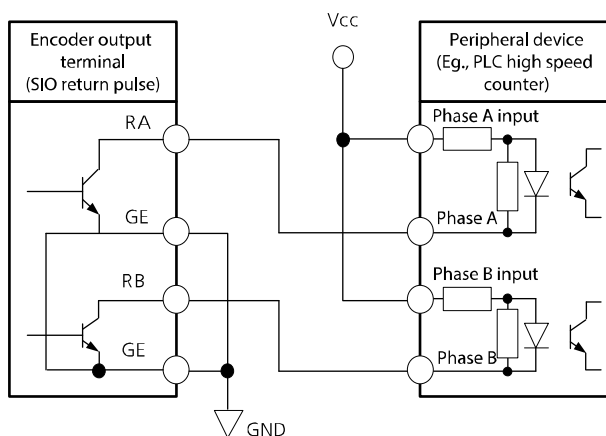 Encoder output
terminal
(SIO return pulse)
Vcc
Peripheral device
(Eg., PLC high speed
counter)
RA
GE
RB
GE
GND
Phase A input
Phase A
Phase B input
Phase B